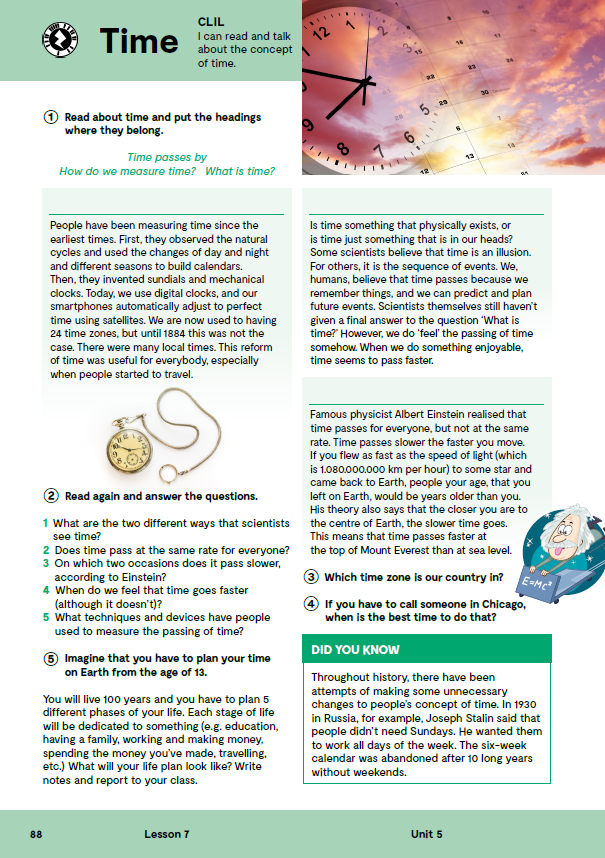 Time
CLIL
I can read and talk
about the concept
of time.
12
2
3
5
6
7
8
9
15
16
17
22
23
29
30
6
12
13
14
1 Read about time and put the headings
where they belong.
Time passes by
How do we measure time? What is time?
People have been measuring time since the
earliest times. First, they observed the natural
cycles and used the changes of day and night
and different seasons to build calendars.
Then, they invented sundials and mechanical
clocks. Today, we use digital clocks, and our
smartphones automatically adjust to perfect
time using satellites. We are now used to having
24 time zones, but until 1884 this was not the
case. There were many local times. This reform
of time was useful for everybody, especially
when people started to travel.
2 Read again and answer the questions.
1 What are the two different ways that scientists
see time?
2 Does time pass at the same rate for everyone?
3 On which two occasions does it pass slower,
according to Einstein?
4 When do we feel that time goes faster
(although it doesn't)?
5 What techniques and devices have people
used to measure the passing of time?
5 Imagine that you have to plan your time
on Earth from the age of 13.
You will live 100 years and you have to plan 5
different phases of your life. Each stage of life
will be dedicated to something (e.g. education,
having a family, working and making money,
spending the money you've made, travelling,
etc.) What will your life plan look like? Write
notes and report to your class.
Is time something that physically exists, or
is time just something that is in our heads?
Some scientists believe that time is an illusion.
For others, it is the sequence of events. We,
humans, believe that time passes because we
remember things, and we can predict and plan
future events. Scientists themselves still haven't
given a final answer to the question 'What is
time?' However, we do 'feel' the passing of time
somehow. When we do something enjoyable,
time seems to pass faster.
Famous physicist Albert Einstein realised that
time passes for everyone, but not at the same
rate. Time passes slower the faster you move.
If you flew as fast as the speed of light (which
is 1.080.000.000 km per hour) to some star and
came back to Earth, people your age, that you
left on Earth, would be years older than you.
His theory also says that the closer you are to
the centre of Earth, the slower time goes.
This means that time passes faster at
the top of Mount Everest than at sea level.
E=MC²
3 Which time zone is our country in?
4 If you have to call someone in Chicago,
when is the best time to do that?
DID YOU KNOW
Throughout history, there have been
attempts of making some unnecessary
changes to people's concept of time. In 1930
in Russia, for example, Joseph Stalin said that
people didn't need Sundays. He wanted them
to work all days of the week. The six-week
calendar was abandoned after 10 long years
without weekends.
88
Lesson 7
Unit 5